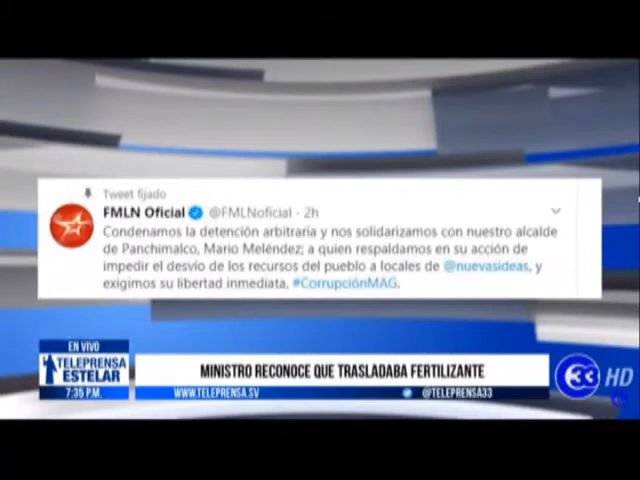 Tweet fijado
FMLN Oficial @FMLNoficial · 2h
Condenamos la detención arbitraria y nos solidarizamos con nuestro alcalde
de Panchimalco, Mario Meléndez; a quien respaldamos en su acción de
impedir el desvío de los recursos del pueblo a locales de @nuevasideas, y
exigimos su libertad inmediata. #CorrupciónMAG.
EN VIVO
TELEPRENSA
ESTELAR
7:35 P.M.
MINISTRO RECONOCE QUE TRASLADABA FERTILIZANTE
WWW.TELEPRENSA.SV
@TELEPRENSA33
33
HD